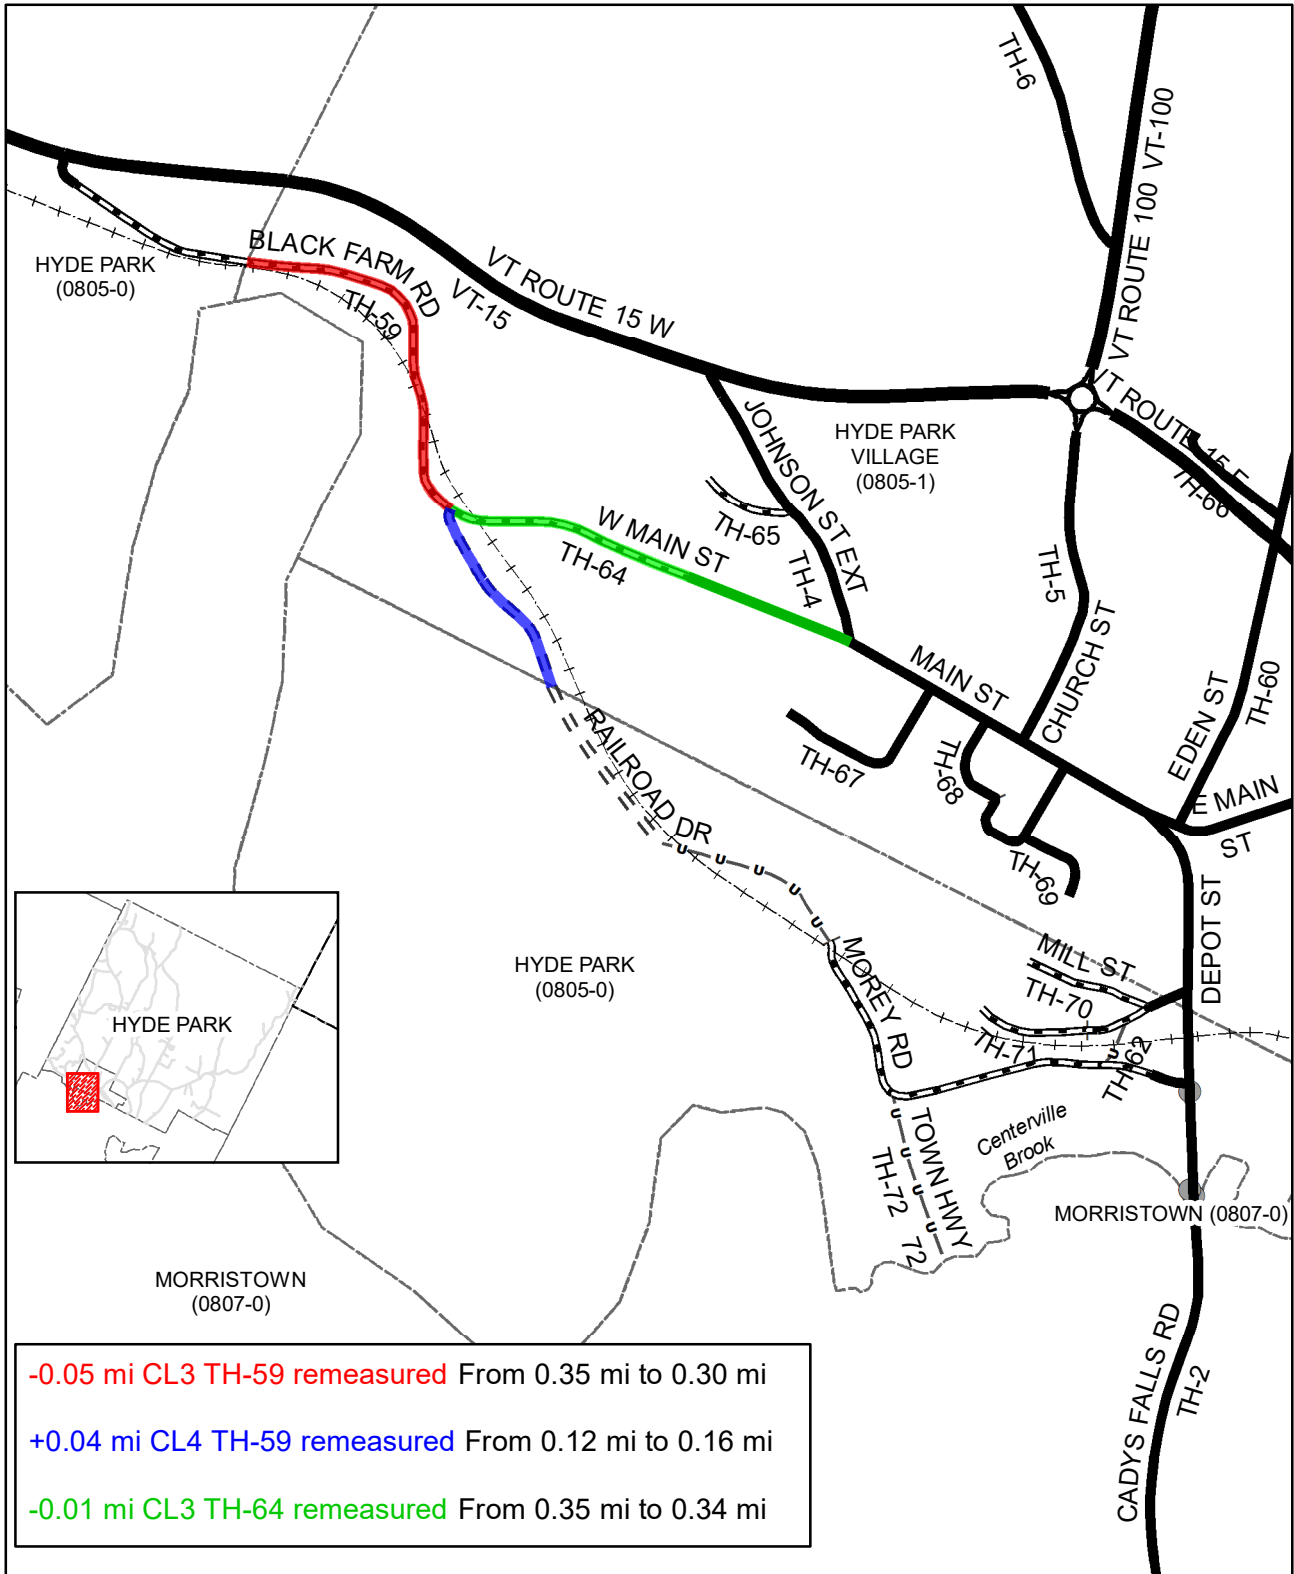 TH-6
VT ROUTE 100 VT-100
HYDE PARK
(0805-0)
BLACK FARM RD
TH-59
VT ROUTE 15 W
VT-15
VT ROUTE 15 E
TH-66
JOHNSON ST EXT
TH-4
HYDE PARK
VILLAGE
(0805-1)
TH-65
W MAIN ST
TH-64
TH-5
CHURCH ST
MAIN ST
EDEN ST
TH-60
E MAIN
ST
TH-67
TH-68
TH-69
RAILROAD DR
DEPOT ST
MILL ST
TH-70
TH-71
TH-62
MOREY RD
HYDE PARK
(0805-0)
HYDE PARK
U
U
U
U
U
U
U
U
U
U
TOWN HWY
72
TH-72
Centerville
Brook
MORRISTOWN (0807-0)
MORRISTOWN
(0807-0)
CADYS FALLS RD
TH-2
-0.05 mi CL3 TH-59 remeasured From 0.35 mi to 0.30 mi
+0.04 mi CL4 TH-59 remeasured From 0.12 mi to 0.16 mi
-0.01 mi CL3 TH-64 remeasured From 0.35 mi to 0.34 mi